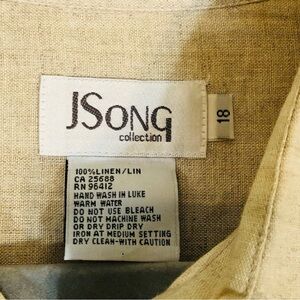 JSONG
collection
18
100% LINEN/LIN
CA 25688
RN 96412
HAND WASH IN LUKE
WARM WATER
DO NOT USE BLEACH
DO NOT MACHINE WASH
OR DRY DRIP DRY
IRON AT MEDIUM SETTING
DRY CLEAN-WITH CAUTION